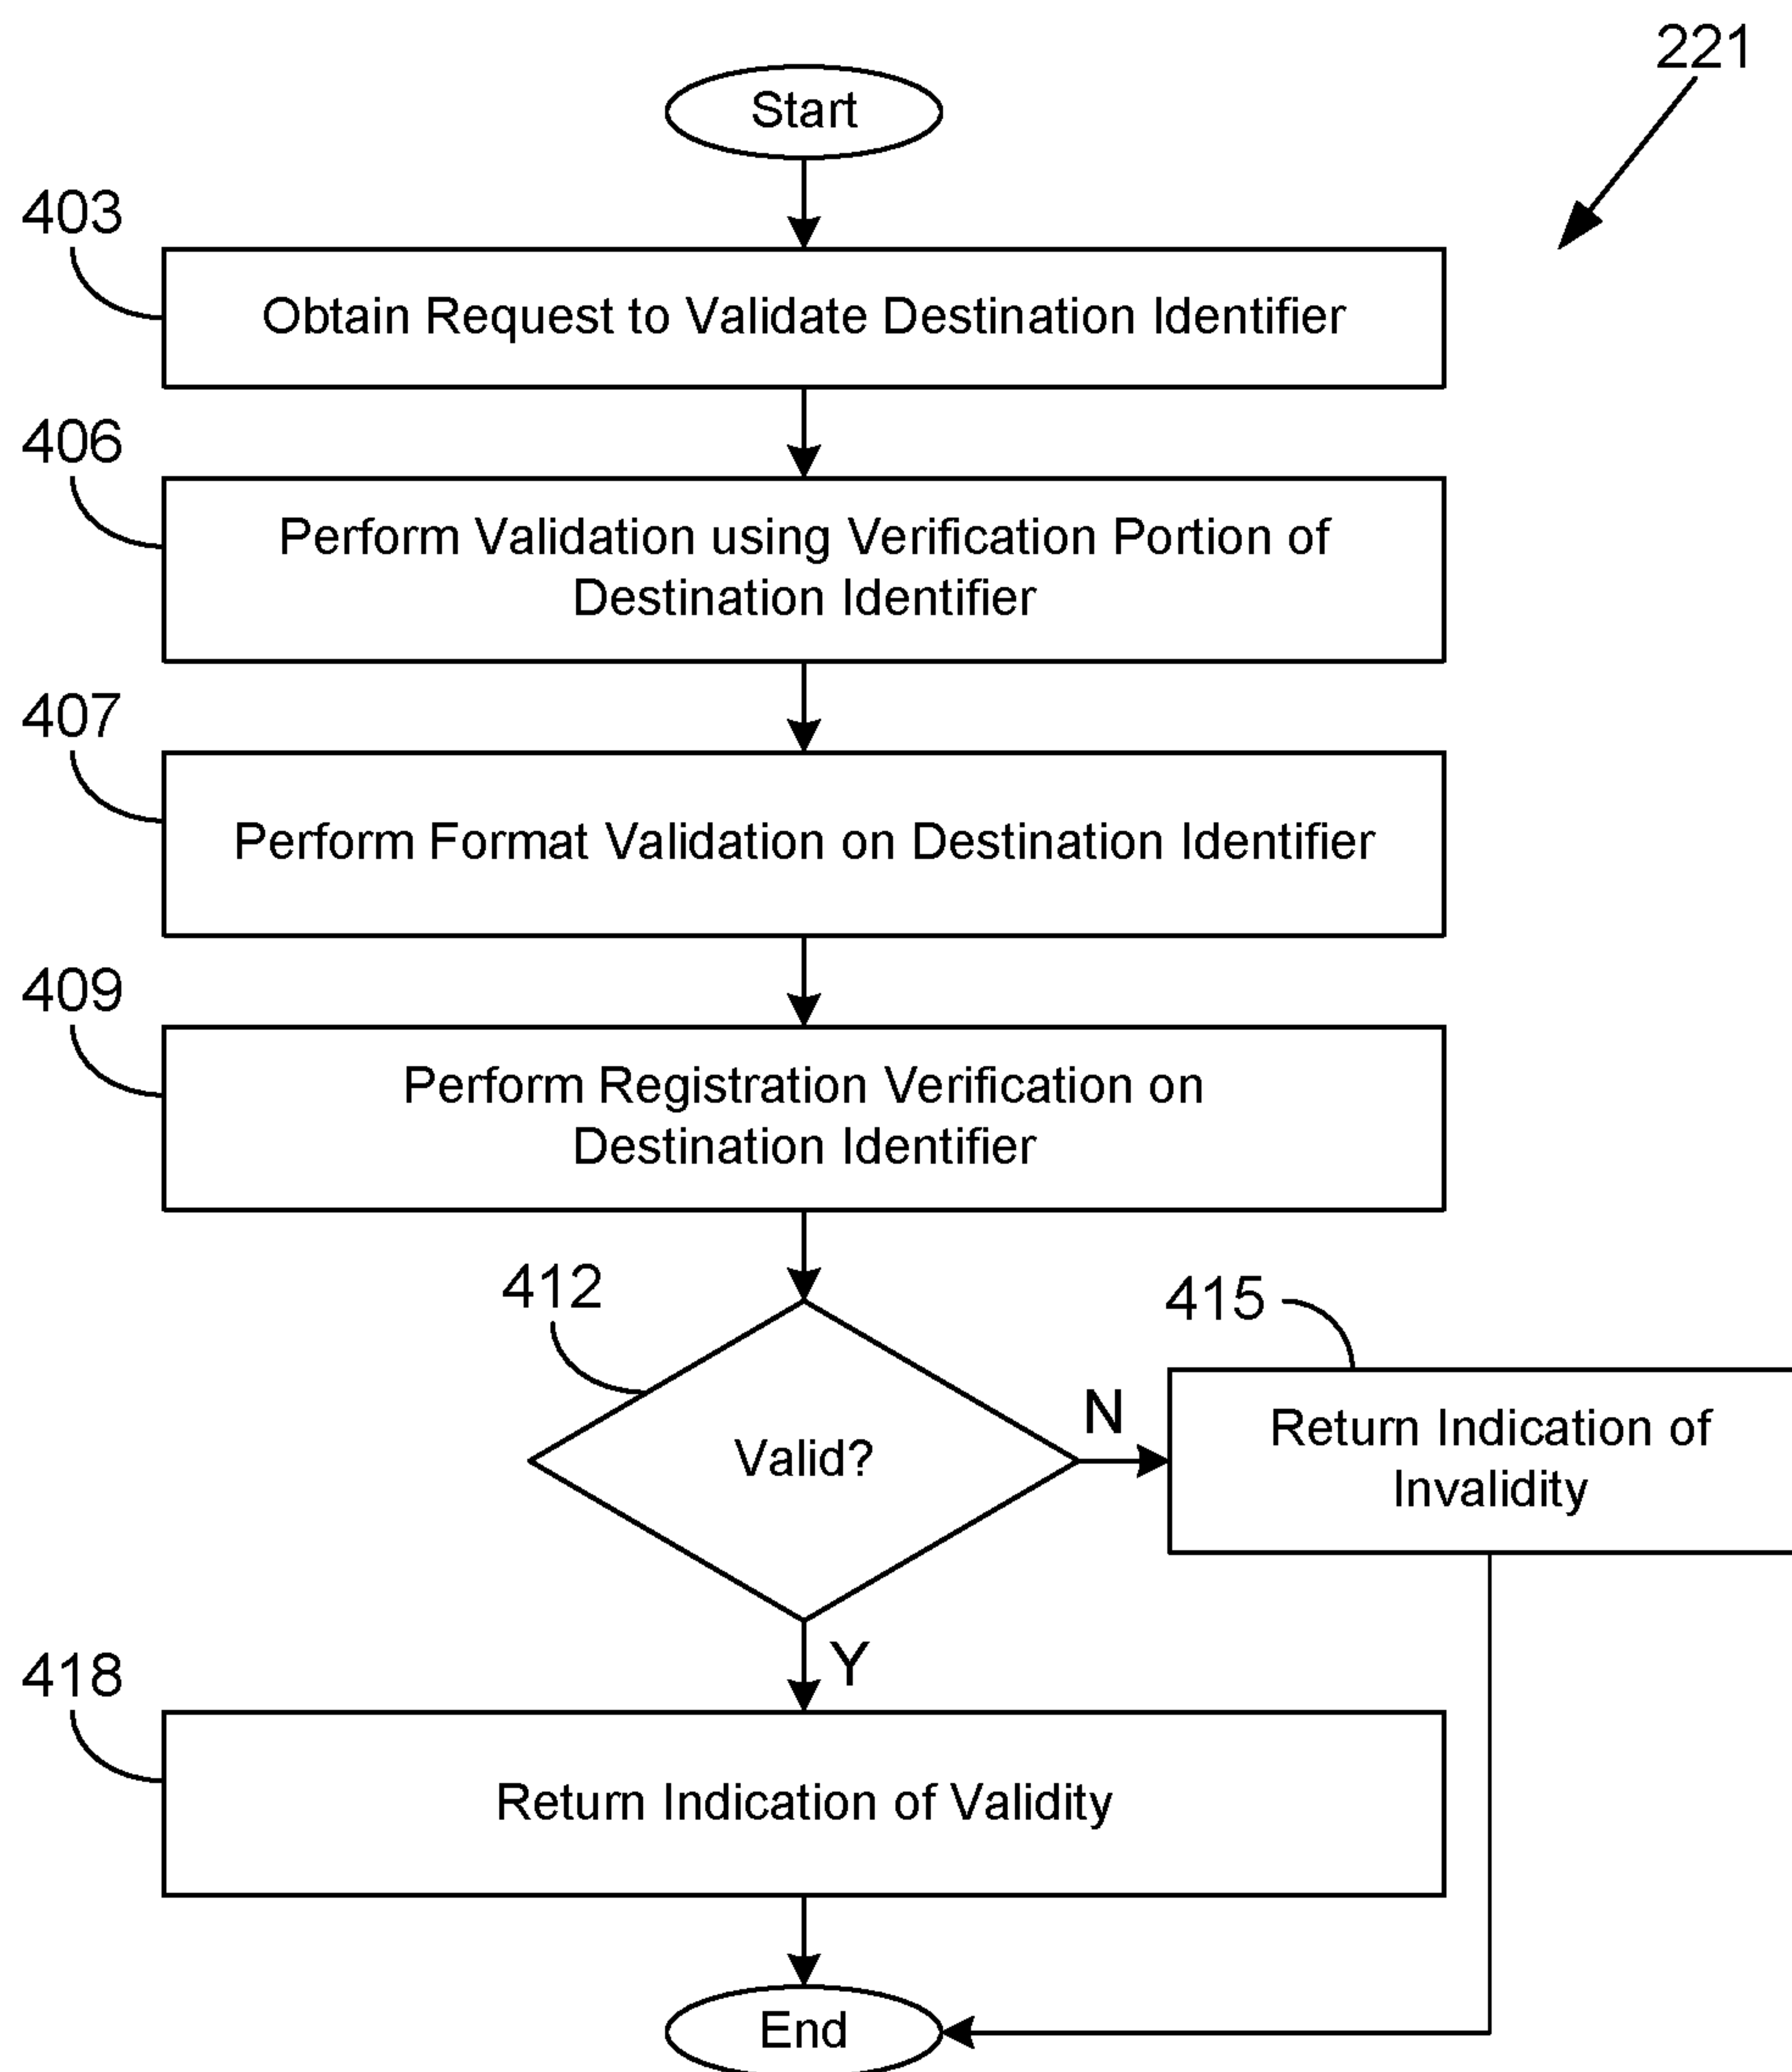 221
Start
403
Obtain Request to Validate Destination Identifier
406
Perform Validation using Verification Portion of
Destination Identifier
407
Perform Format Validation on Destination Identifier
409
Perform Registration Verification on
Destination Identifier
412
Valid?
N
415
Return Indication of
Invalidity
Y
418
Return Indication of Validity
End